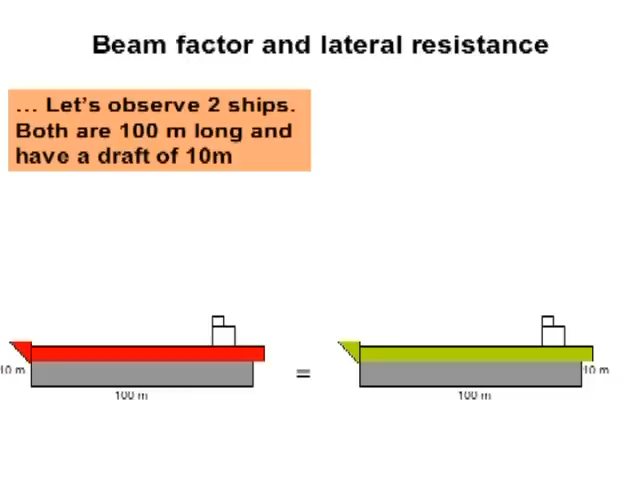 Beam factor and lateral resistance
... Let's observe 2 ships.
Both are 100 m long and
have a draft of 10m
10 m
100 m
=
10 m
100 m